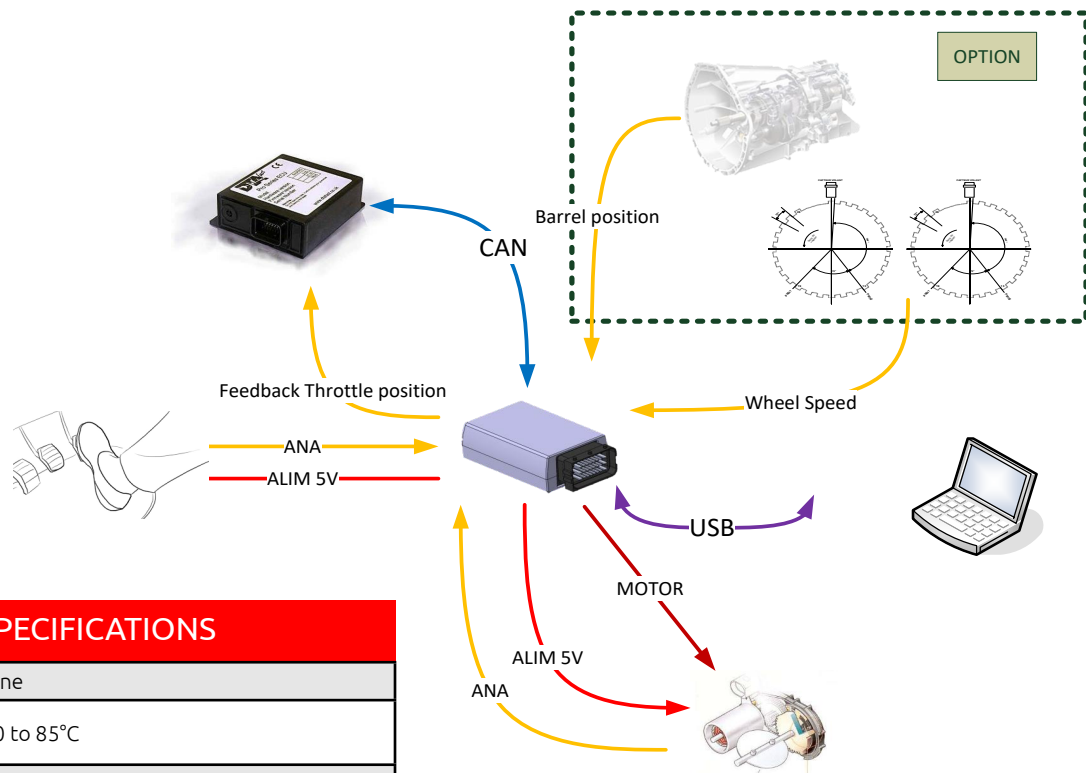 OPTION
Barrel position
CAN
Feedback Throttle position
Wheel Speed
ANA
ALIM 5V
USB
MOTOR
ALIM 5V
ANA
PECIFICATIONS
ne
0 to 85°C